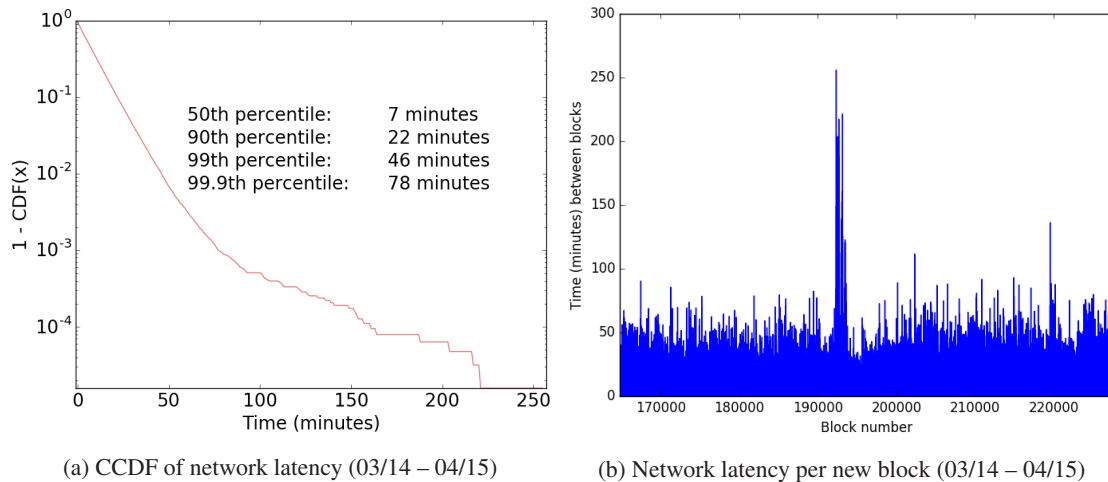 10⁰
10⁻¹
10⁻²
10⁻³
10⁻⁴
1 - CDF(x)
50th percentile: 7 minutes
90th percentile: 22 minutes
99th percentile: 46 minutes
99.9th percentile: 78 minutes
0 50 100 150 200 250
Time (minutes)
(a) CCDF of network latency (03/14 – 04/15)
300
250
200
150
100
50
0
Time (minutes) between blocks
170000 180000 190000 200000 210000 220000
Block number
(b) Network latency per new block (03/14 – 04/15)